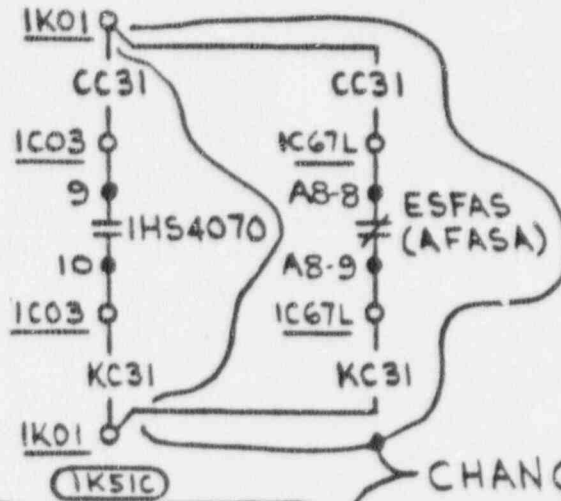 1K01
CC31 CC31
1C03 1C67L
9 A8-8
1HS4070 ESFAS
(AFASA)
10 A8-9
1C03 1C67L
KC31 KC31
1K01
1K51C